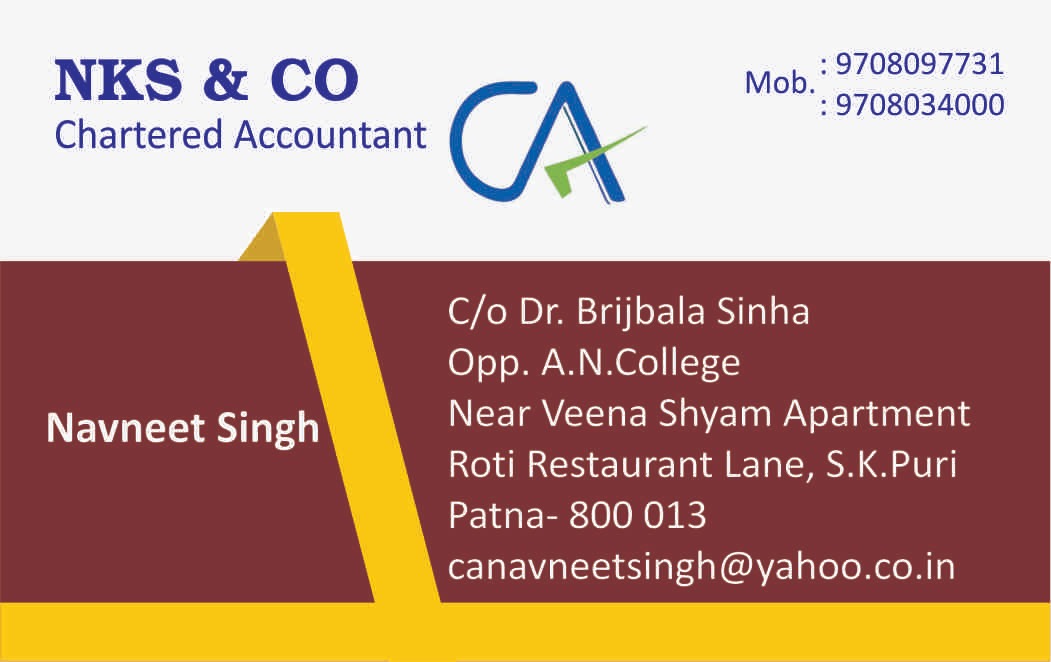 NKS & CO
Chartered Accountant
CA
Mob. : 9708097731
: 9708034000
Navneet Singh
C/o Dr. Brijbala Sinha
Opp. A.N.College
Near Veena Shyam Apartment
Roti Restaurant Lane, S.K.Puri
Patna- 800 013
canavneetsingh@yahoo.co.in